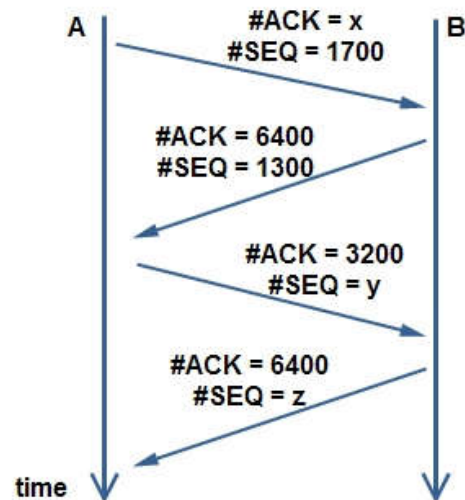 A
B
#ACK = x
#SEQ = 1700
#ACK = 6400
#SEQ = 1300
#ACK = 3200
#SEQ = y
#ACK = 6400
#SEQ = z
time